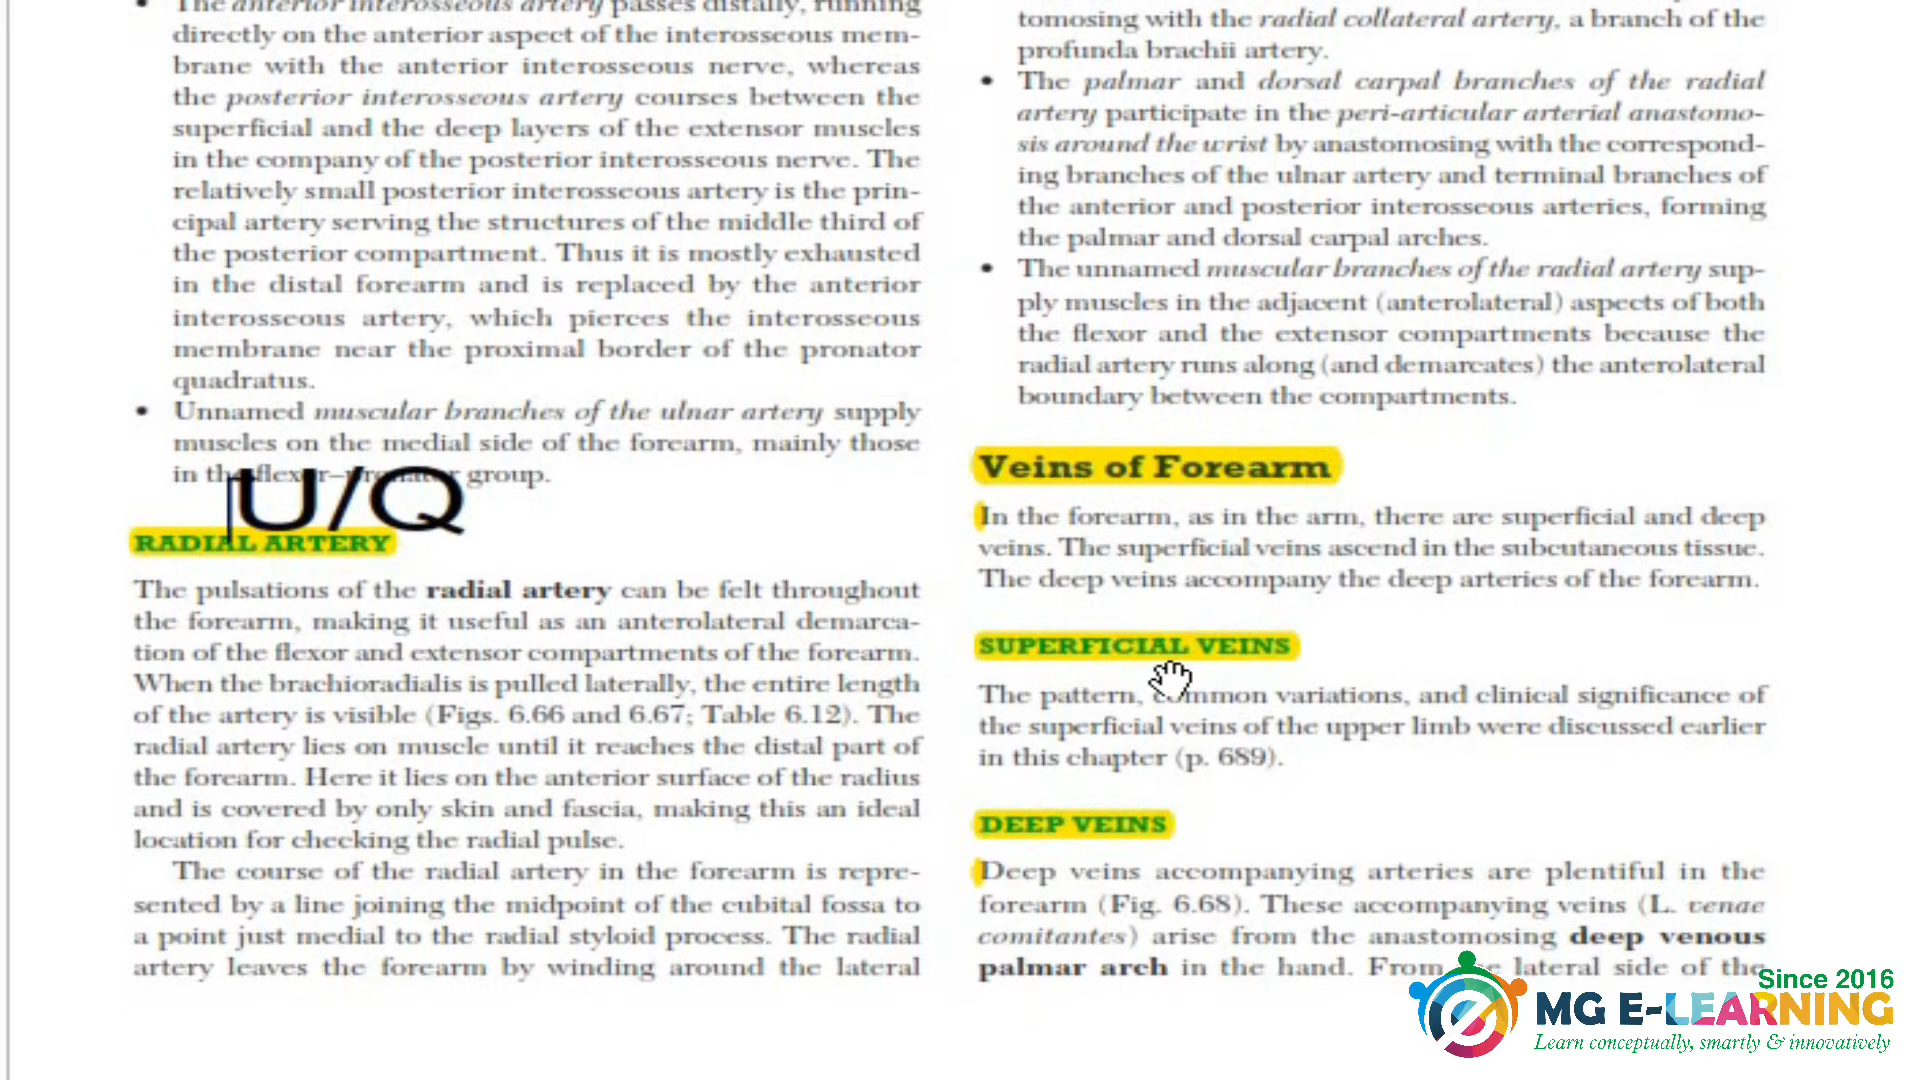 The anterior interosseous artery passes distally, running
directly on the anterior aspect of the interosseous mem-
brane with the anterior interosseous nerve, whereas
the posterior interosseous artery courses between the
superficial and the deep layers of the extensor muscles
in the company of the posterior interosseous nerve. The
relatively small posterior interosseous artery is the prin-
cipal artery serving the structures of the middle third of
the posterior compartment. Thus it is mostly exhausted
in the distal forearm and is replaced by the anterior
interosseous artery, which pierces the interosseous
membrane near the proximal border of the pronator
quadratus.
• Unnamed muscular branches of the ulnar artery supply
muscles on the medial side of the forearm, mainly those
in the flexor–pronator group.
U/Q
RADIAL ARTERY
The pulsations of the radial artery can be felt throughout
the forearm, making it useful as an anterolateral demarca-
tion of the flexor and extensor compartments of the forearm.
When the brachioradialis is pulled laterally, the entire length
of the artery is visible (Figs. 6.66 and 6.67; Table 6.12). The
radial artery lies on muscle until it reaches the distal part of
the forearm. Here it lies on the anterior surface of the radius
and is covered by only skin and fascia, making this an ideal
location for checking the radial pulse.
The course of the radial artery in the forearm is repre-
sented by a line joining the midpoint of the cubital fossa to
a point just medial to the radial styloid process. The radial
artery leaves the forearm by winding around the lateral
tomosing with the radial collateral artery, a branch of the
profunda brachii artery.
• The palmar and dorsal carpal branches of the radial
artery participate in the peri-articular arterial anastomo-
sis around the wrist by anastomosing with the correspond-
ing branches of the ulnar artery and terminal branches of
the anterior and posterior interosseous arteries, forming
the palmar and dorsal carpal arches.
• The unnamed muscular branches of the radial artery sup-
ply muscles in the adjacent (anterolateral) aspects of both
the flexor and the extensor compartments because the
radial artery runs along (and demarcates) the anterolateral
boundary between the compartments.
Veins of Forearm
In the forearm, as in the arm, there are superficial and deep
veins. The superficial veins ascend in the subcutaneous tissue.
The deep veins accompany the deep arteries of the forearm.
SUPERFICIAL VEINS
The pattern, common variations, and clinical significance of
the superficial veins of the upper limb were discussed earlier
in this chapter (p. 689).
DEEP VEINS
Deep veins accompanying arteries are plentiful in the
forearm (Fig. 6.68). These accompanying veins (L. venae
comitantes) arise from the anastomosing deep venous
palmar arch in the hand. From the lateral side of the
Since 2016
MG E-LEARNING
Learn conceptually, smartly & innovatively